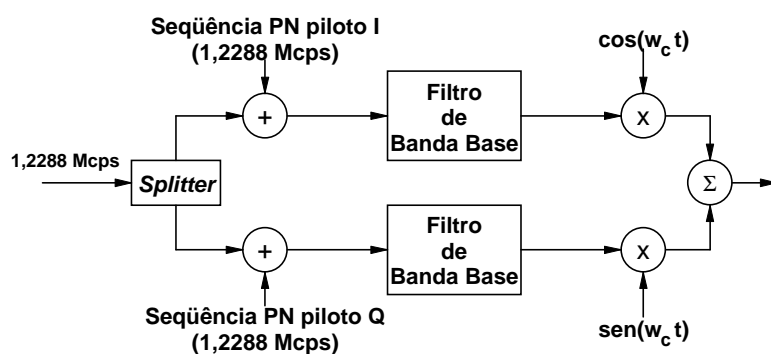 Seqüência PN piloto I
(1,2288 Mcps)
cos(w_c t)
+
Filtro
de
Banda Base
x
1,2288 Mcps
Splitter
Σ
+
Filtro
de
Banda Base
x
Seqüência PN piloto Q
(1,2288 Mcps)
sen(w_c t)